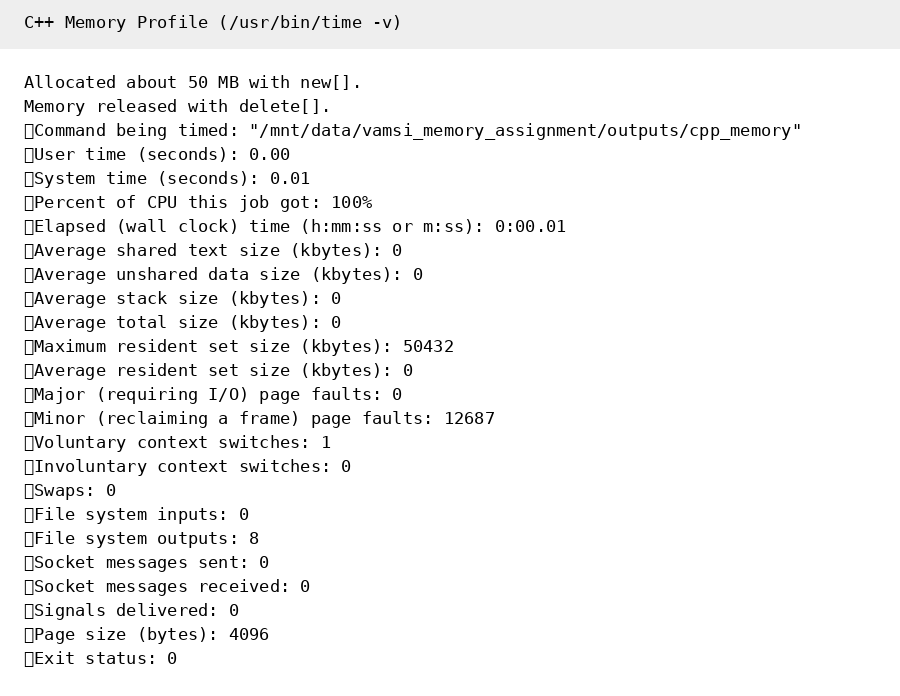 C++ Memory Profile (/usr/bin/time -v)
Allocated about 50 MB with new[].
Memory released with delete[].
Command being timed: "/mnt/data/vamsi_memory_assignment/outputs/cpp_memory"
User time (seconds): 0.00
System time (seconds): 0.01
Percent of CPU this job got: 100%
Elapsed (wall clock) time (h:mm:ss or m:ss): 0:00.01
Average shared text size (kbytes): 0
Average unshared data size (kbytes): 0
Average stack size (kbytes): 0
Average total size (kbytes): 0
Maximum resident set size (kbytes): 50432
Average resident set size (kbytes): 0
Major (requiring I/O) page faults: 0
Minor (reclaiming a frame) page faults: 12687
Voluntary context switches: 1
Involuntary context switches: 0
Swaps: 0
File system inputs: 0
File system outputs: 8
Socket messages sent: 0
Socket messages received: 0
Signals delivered: 0
Page size (bytes): 4096
Exit status: 0